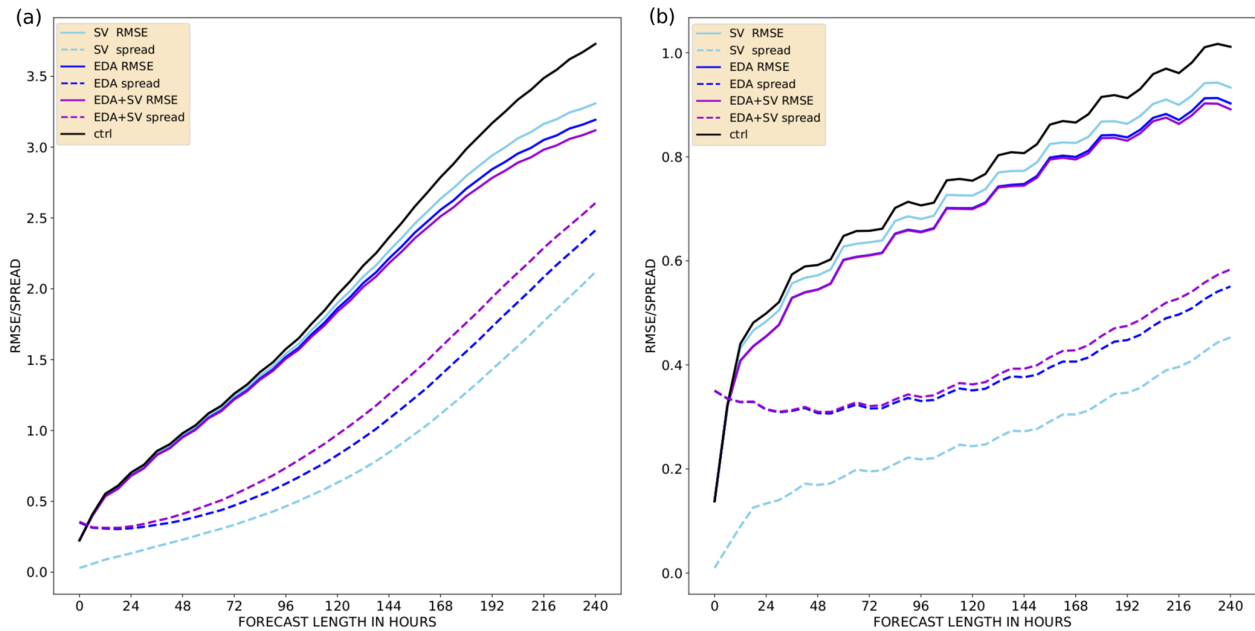 (a)
SV RMSE
SV spread
EDA RMSE
EDA spread
EDA+SV RMSE
EDA+SV spread
ctrl
RMSE/SPREAD
3.5
3.0
2.5
2.0
1.5
1.0
0.5
0.0
0 24 48 72 96 120 144 168 192 216 240
FORECAST LENGTH IN HOURS
(b)
SV RMSE
SV spread
EDA RMSE
EDA spread
EDA+SV RMSE
EDA+SV spread
ctrl
RMSE/SPREAD
1.0
0.8
0.6
0.4
0.2
0.0
0 24 48 72 96 120 144 168 192 216 240
FORECAST LENGTH IN HOURS